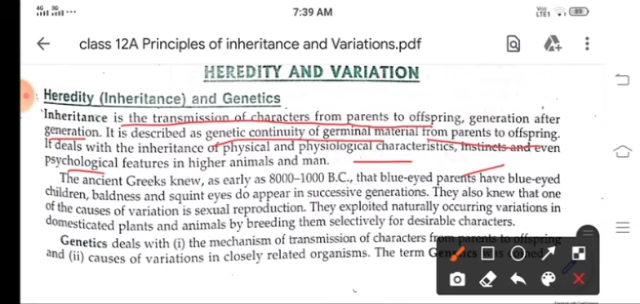 7:39 AM
class 12A Principles of inheritance and Variations.pdf
HEREDITY AND VARIATION
Heredity (Inheritance) and Genetics
Inheritance is the transmission of characters from parents to offspring, generation after
generation. It is described as genetic continuity of germinal material from parents to offspring.
It deals with the inheritance of physical and physiological characteristics, instincts and even
psychological features in higher animals and man.
The ancient Greeks knew, as early as 8000–1000 B.C., that blue-eyed parents have blue-eyed
children, baldness and squint eyes do appear in successive generations. They also knew that one
of the causes of variation is sexual reproduction. They exploited naturally occurring variations in
domesticated plants and animals by breeding them selectively for desirable characters.
Genetics deals with (i) the mechanism of transmission of characters from parents to offspring
and (ii) causes of variations in closely related organisms. The term